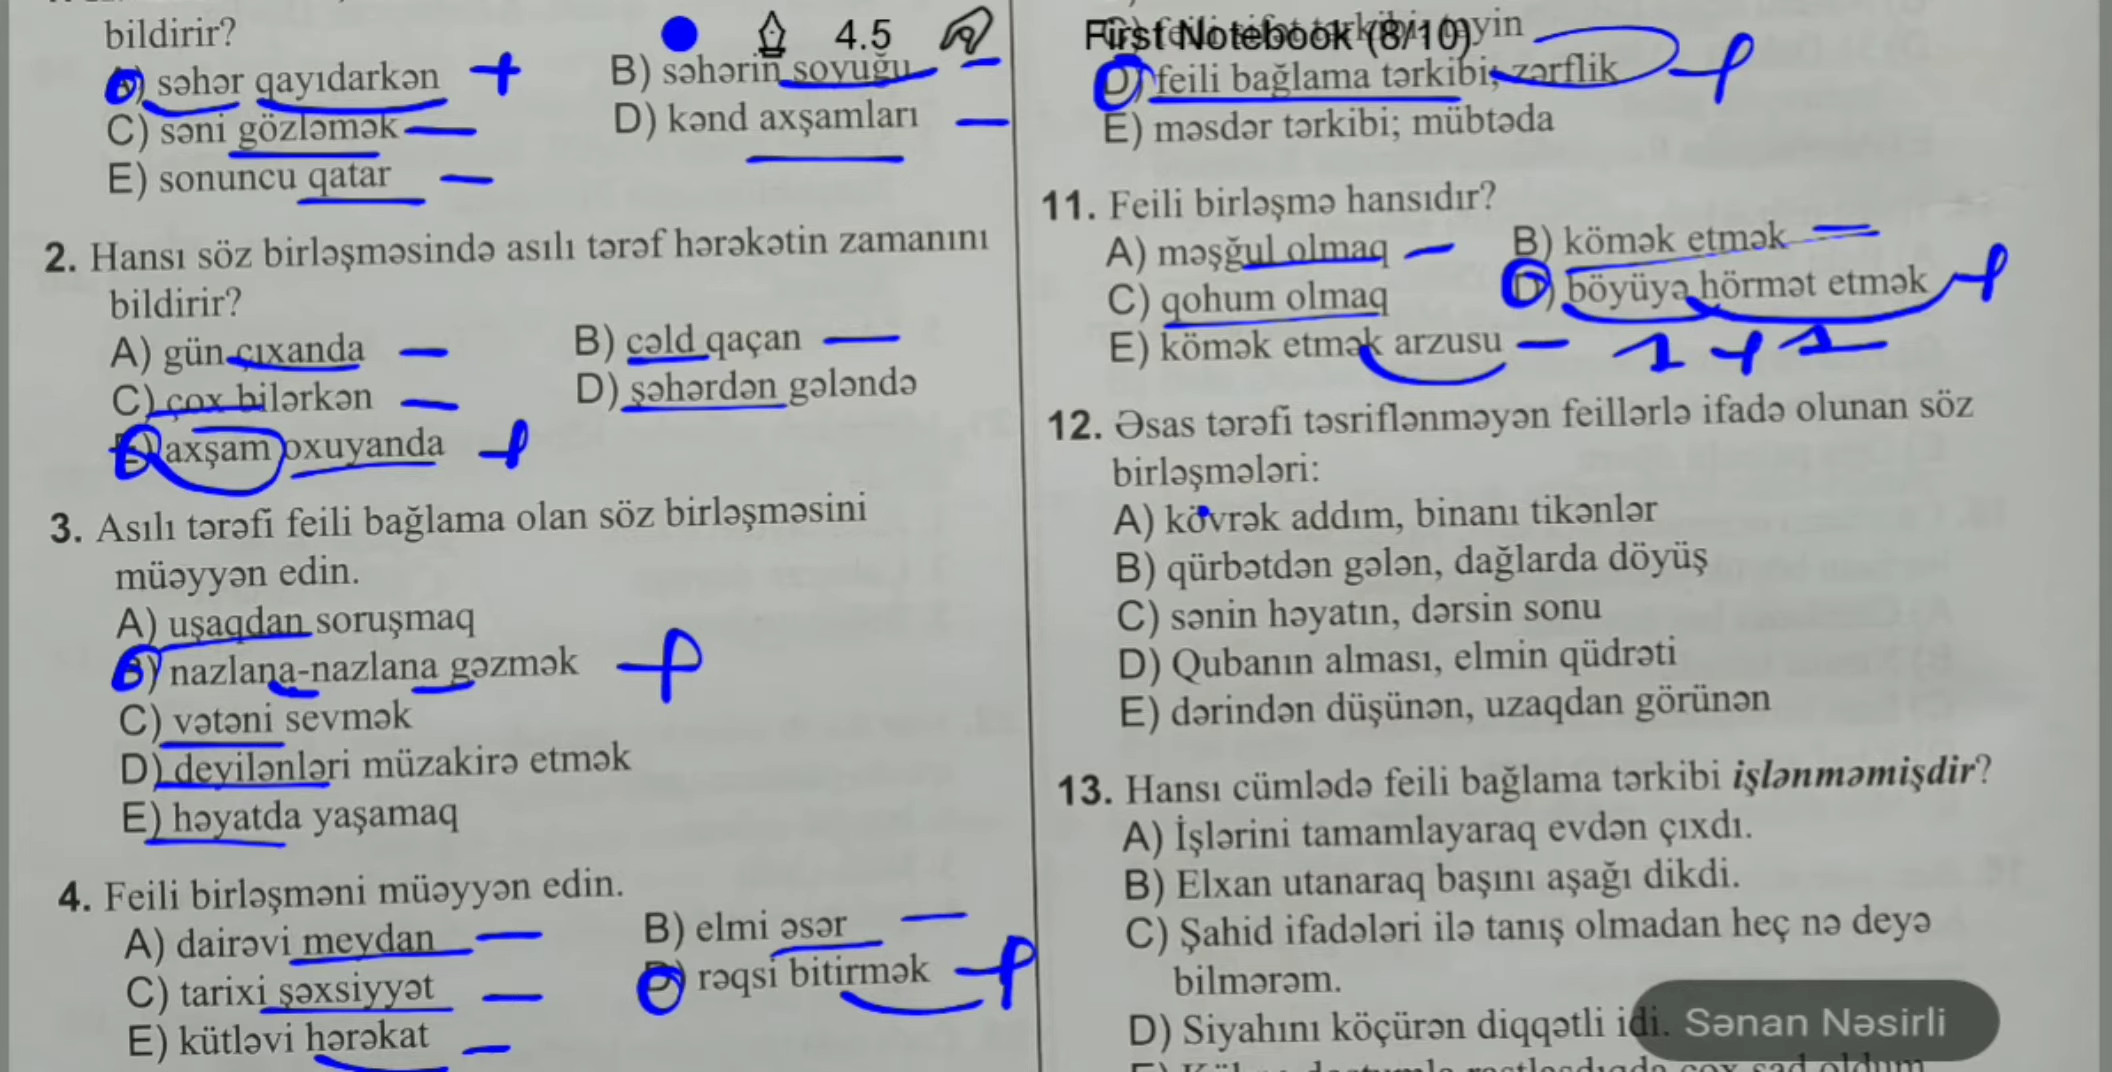 bildirir?
A) səhər qayıdarkən
B) səhərin soyuğu
C) səni gözləmək
D) kənd axşamları
E) sonuncu qatar
2. Hansı söz birləşməsində asılı tərəf hərəkətin zamanını
bildirir?
A) gün çıxanda
B) cəld qaçan
C) çox bilərkən
D) şəhərdən gələndə
E) axşam oxuyanda
3. Asılı tərəfi feili bağlama olan söz birləşməsini
müəyyən edin.
A) uşaqdan soruşmaq
B) nazlana-nazlana gəzmək
C) vətəni sevmək
D) deyilənləri müzakirə etmək
E) həyatda yaşamaq
4. Feili birləşməni müəyyən edin.
A) dairəvi meydan
B) elmi əsər
C) tarixi şəxsiyyət
D) rəqsi bitirmək
E) kütləvi hərəkat
4.5
First Notebook (8/10)
C) feili sifət tərkibi; təyin
D) feili bağlama tərkibi; zərflik
E) məsdər tərkibi; mübtəda
11. Feili birləşmə hansıdır?
A) məşğul olmaq
B) kömək etmək
C) qohum olmaq
D) böyüyə hörmət etmək
E) kömək etmək arzusu
1 + 1
12. Əsas tərəfi təsriflənməyən feillərlə ifadə olunan söz
birləşmələri:
A) kövrək addım, binanı tikənlər
B) qürbətdən gələn, dağlarda döyüş
C) sənin həyatın, dərsin sonu
D) Qubanın alması, elmin qüdrəti
E) dərindən düşünən, uzaqdan görünən
13. Hansı cümlədə feili bağlama tərkibi işlənməmişdir?
A) İşlərini tamamlayaraq evdən çıxdı.
B) Elxan utanaraq başını aşağı dikdi.
C) Şahid ifadələri ilə tanış olmadan heç nə deyə
bilmərəm.
D) Siyahını köçürən diqqətli idi.
Sənan Nəsirli